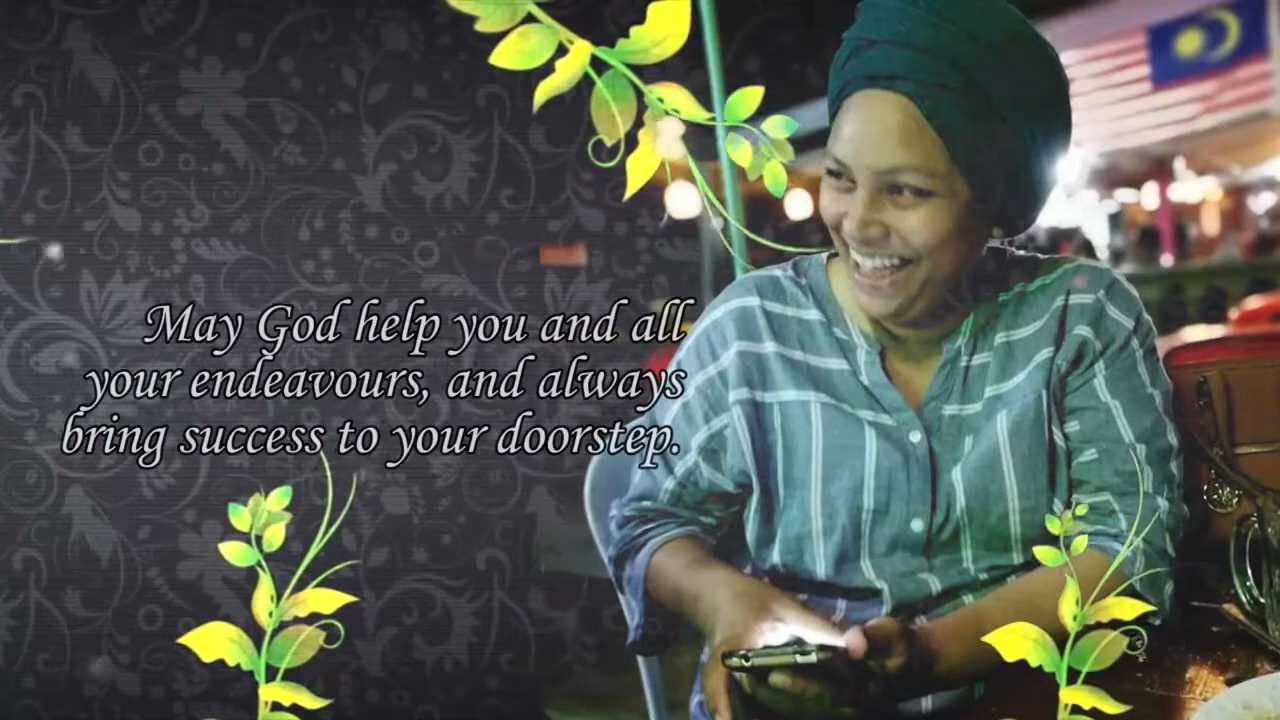 May God help you and all
your endeavours, and always
bring success to your doorstep.